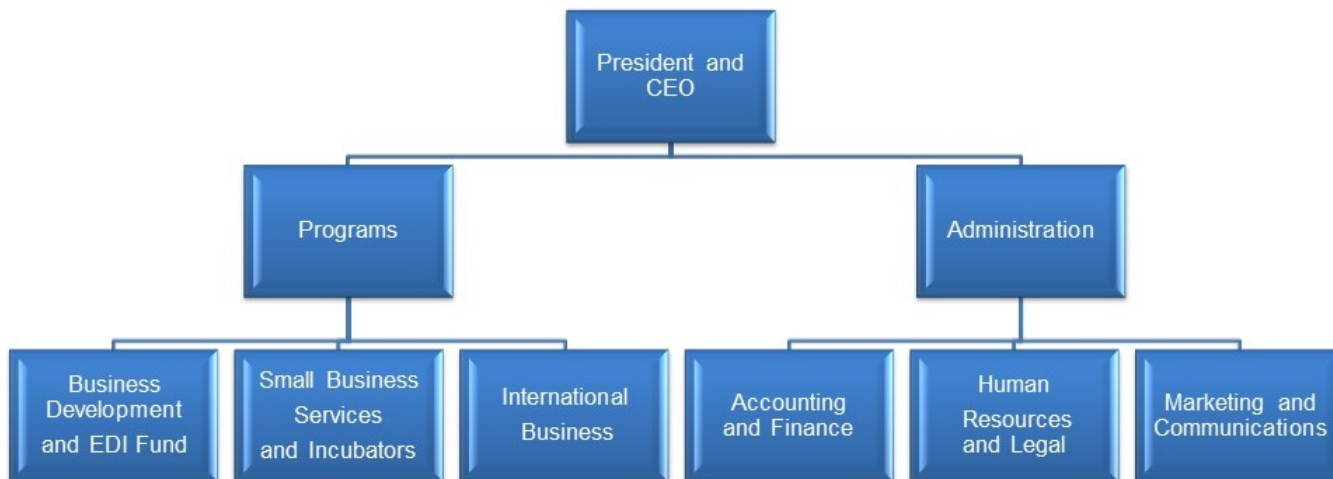 President and
CEO
Programs
Administration
Business
Development
and EDI Fund
Small Business
Services
and Incubators
International
Business
Accounting
and Finance
Human
Resources
and Legal
Marketing and
Communications